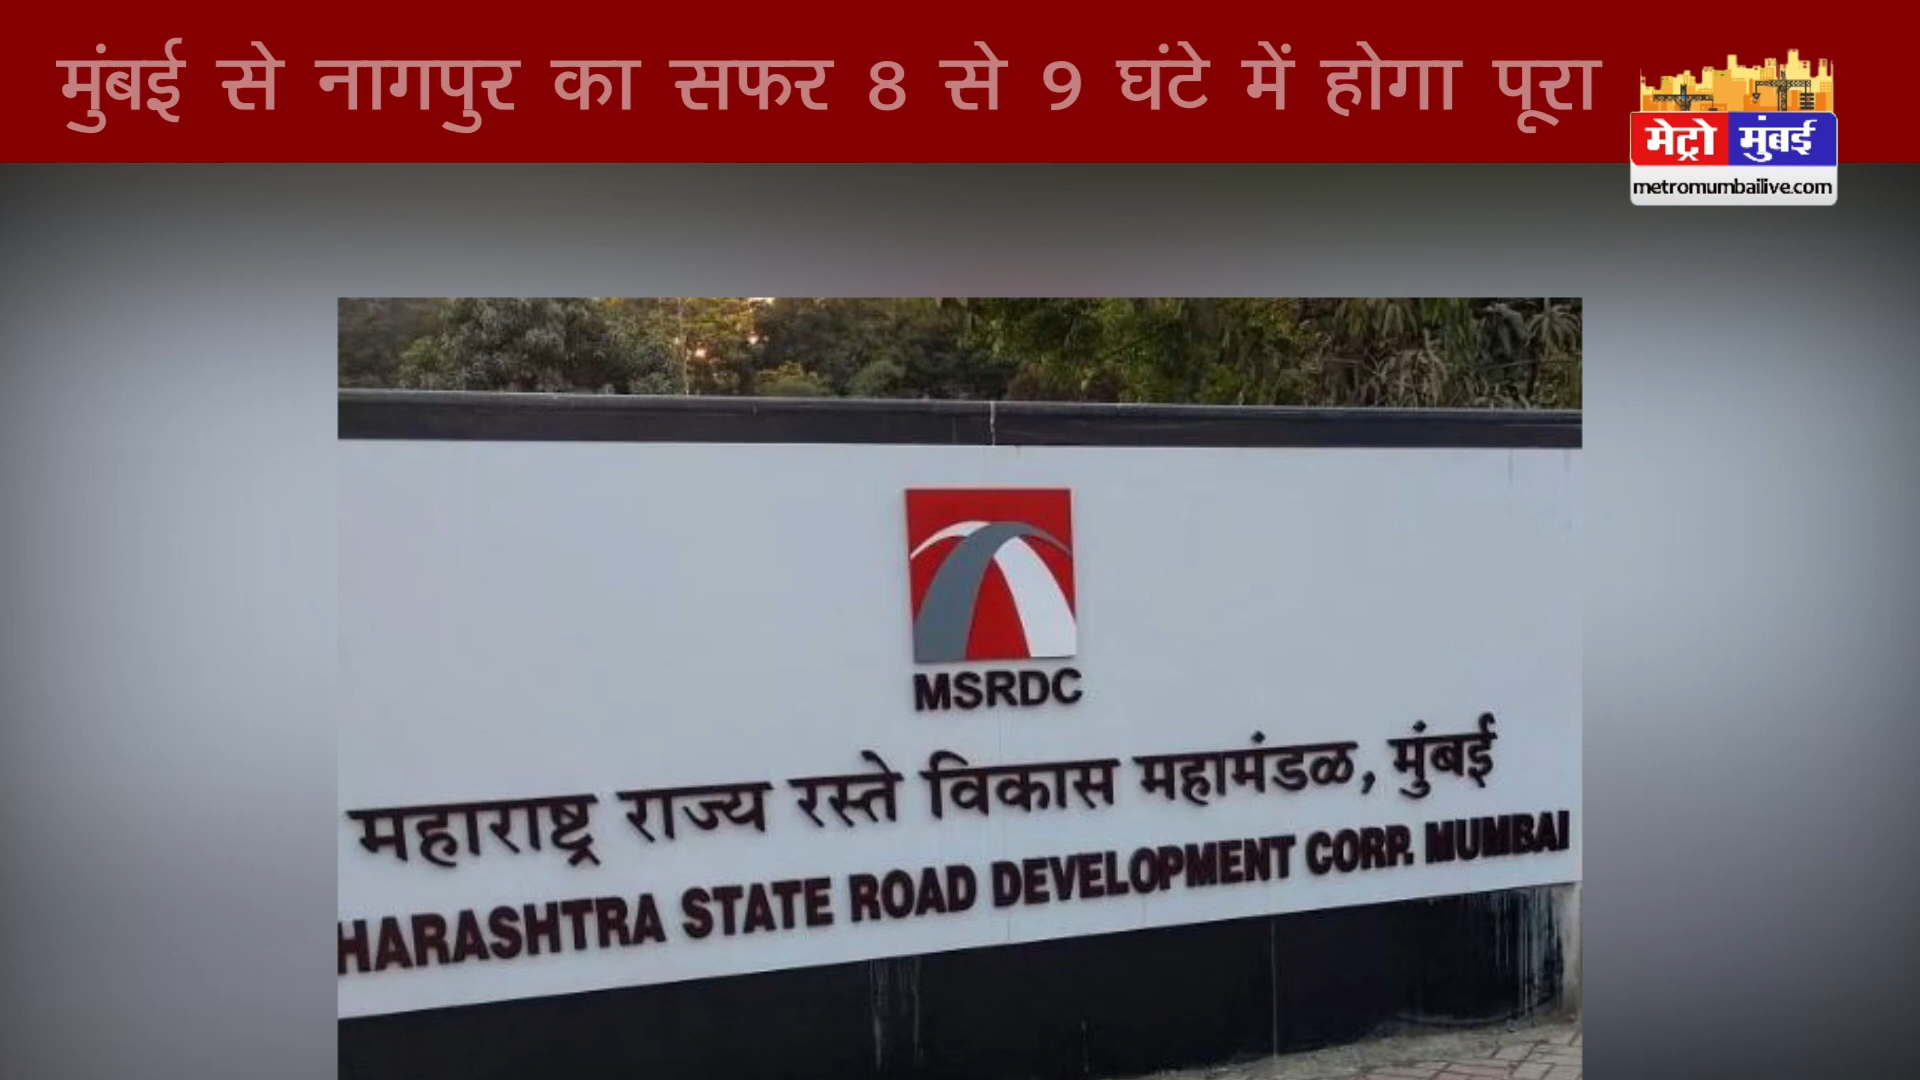 मुंबई से नागपुर का सफर 8 से 9 घंटे में होगा पूरा
मेट्रो मुंबई
metromumbailive.com
MSRDC
महाराष्ट्र राज्य रस्ते विकास महामंडळ, मुंबई
HARASHTRA STATE ROAD DEVELOPMENT CORP. MUMBAI